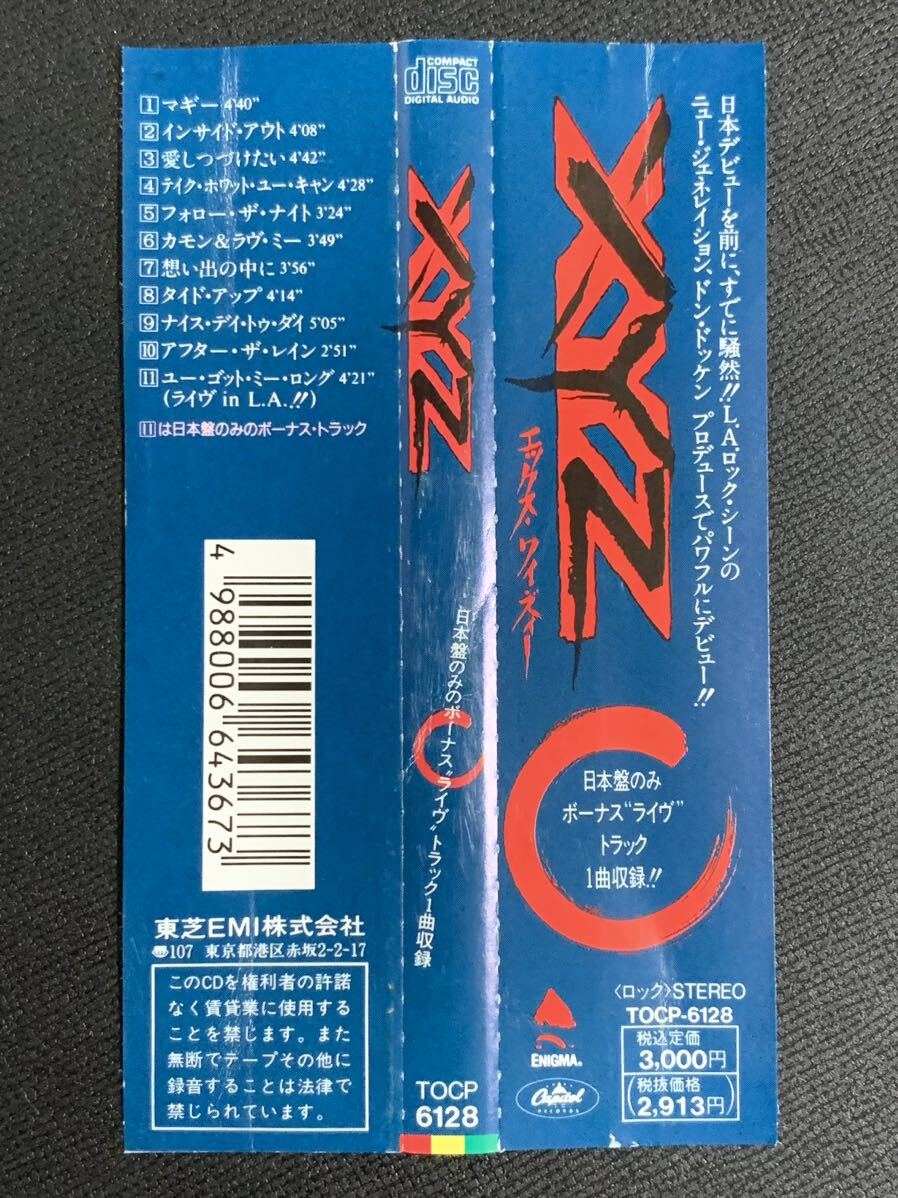 1 マギー 4'40"
2 インサイド・アウト 4'08"
3 愛しつづけたい 4'42"
4 テイク・ホワット・ユー・キャン 4'28"
5 フォロー・ザ・ナイト 3'24"
6 カモン&ラヴ・ミー 3'49"
7 想い出の中に 3'56"
8 タイド・アップ 4'14"
9 ナイス・デイ・トゥ・ダイ 5'05"
10 アフター・ザ・レイン 2'51"
11 ユー・ゴット・ミー・ロング 4'21"
(ライヴ in L.A.!!)
11は日本盤のみのボーナス・トラック
4 988006 643673
東芝EMI株式会社
〠107 東京都港区赤坂2-2-17
このCDを権利者の許諾
なく賃貸業に使用する
ことを禁じます。また
無断でテープその他に
録音することは法律で
禁じられています。
COMPACT
disc
DIGITAL AUDIO
XYZ
日本盤のみのボーナス"ライヴ"トラック1曲収録
TOCP
6128
日本デビューを前に、すでに騒然!!L.A.ロック・シーンの
ニュー・ジェネレイション、ドン・ドッケン プロデュースでパワフルにデビュー!!
XYZ
エックス・ワイ・ズィー
日本盤のみ
ボーナス"ライヴ"
トラック
1曲収録!!
ENIGMA®
Capitol
RECORDS
〈ロック〉STEREO
TOCP-6128
税込定価
3,000円
(税抜価格
2,913円)